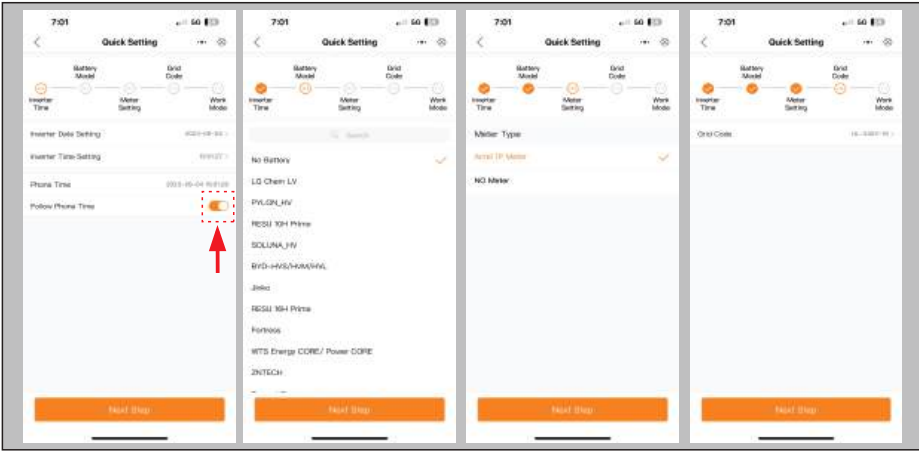 7:01
5G
Quick Setting
Battery Model
Grid Code
Inverter Time
Meter Setting
Work Mode
Inverter Date Setting
Inverter Time Setting
Phone Time
Follow Phone Time
Next Step
7:01
5G
Quick Setting
Battery Model
Grid Code
Inverter Time
Meter Setting
Work Mode
Search
No Battery
LG Chem LV
PYLON_HV
RESU 10H Prime
SOLUNA_HV
BYD-HVS/HVM/HVL
Jinko
RESU 16H Prime
Fortress
WTS Energy CORE/ Power CORE
ZNTECH
Next Step
7:01
5G
Quick Setting
Battery Model
Grid Code
Inverter Time
Meter Setting
Work Mode
Meter Type
Acrel 1P Meter
NO Meter
Next Step
7:01
5G
Quick Setting
Battery Model
Grid Code
Inverter Time
Meter Setting
Work Mode
Grid Code
Next Step